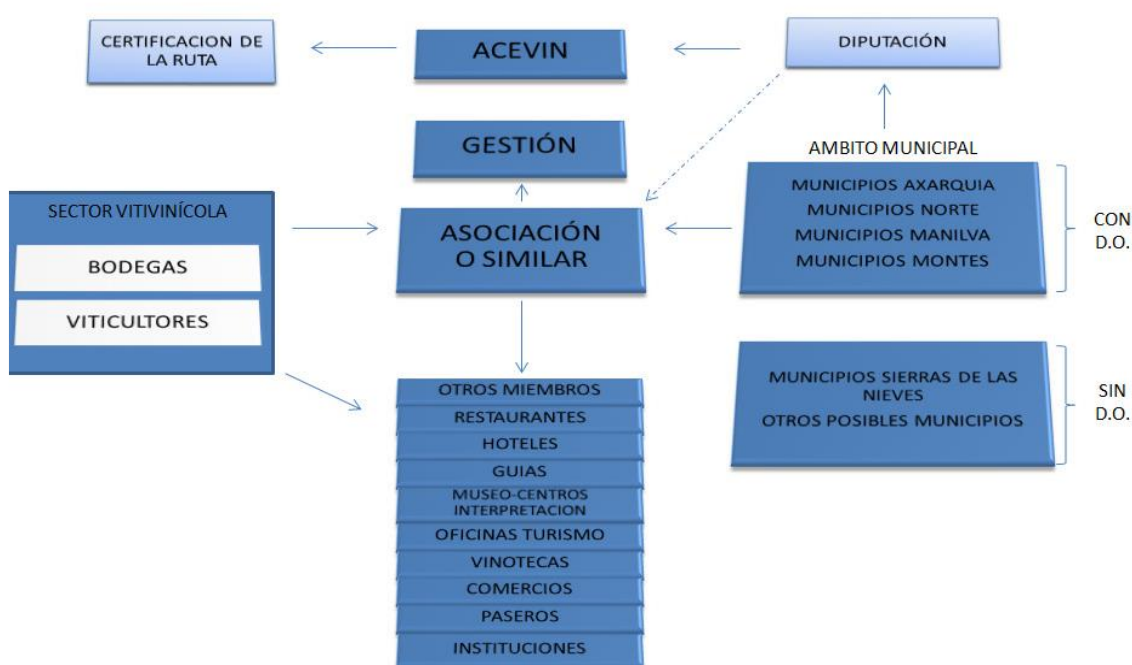 CERTIFICACION DE
LA RUTA
ACEVIN
DIPUTACIÓN
GESTIÓN
AMBITO MUNICIPAL
SECTOR VITIVINÍCOLA
BODEGAS
VITICULTORES
ASOCIACIÓN
O SIMILAR
MUNICIPIOS AXARQUIA
MUNICIPIOS NORTE
MUNICIPIOS MANILVA
MUNICIPIOS MONTES
CON
D.O.
MUNICIPIOS SIERRAS DE LAS
NIEVES
OTROS POSIBLES MUNICIPIOS
SIN
D.O.
OTROS MIEMBROS
RESTAURANTES
HOTELES
GUIAS
MUSEO-CENTROS
INTERPRETACION
OFICINAS TURISMO
VINOTECAS
COMERCIOS
PASEROS
INSTITUCIONES